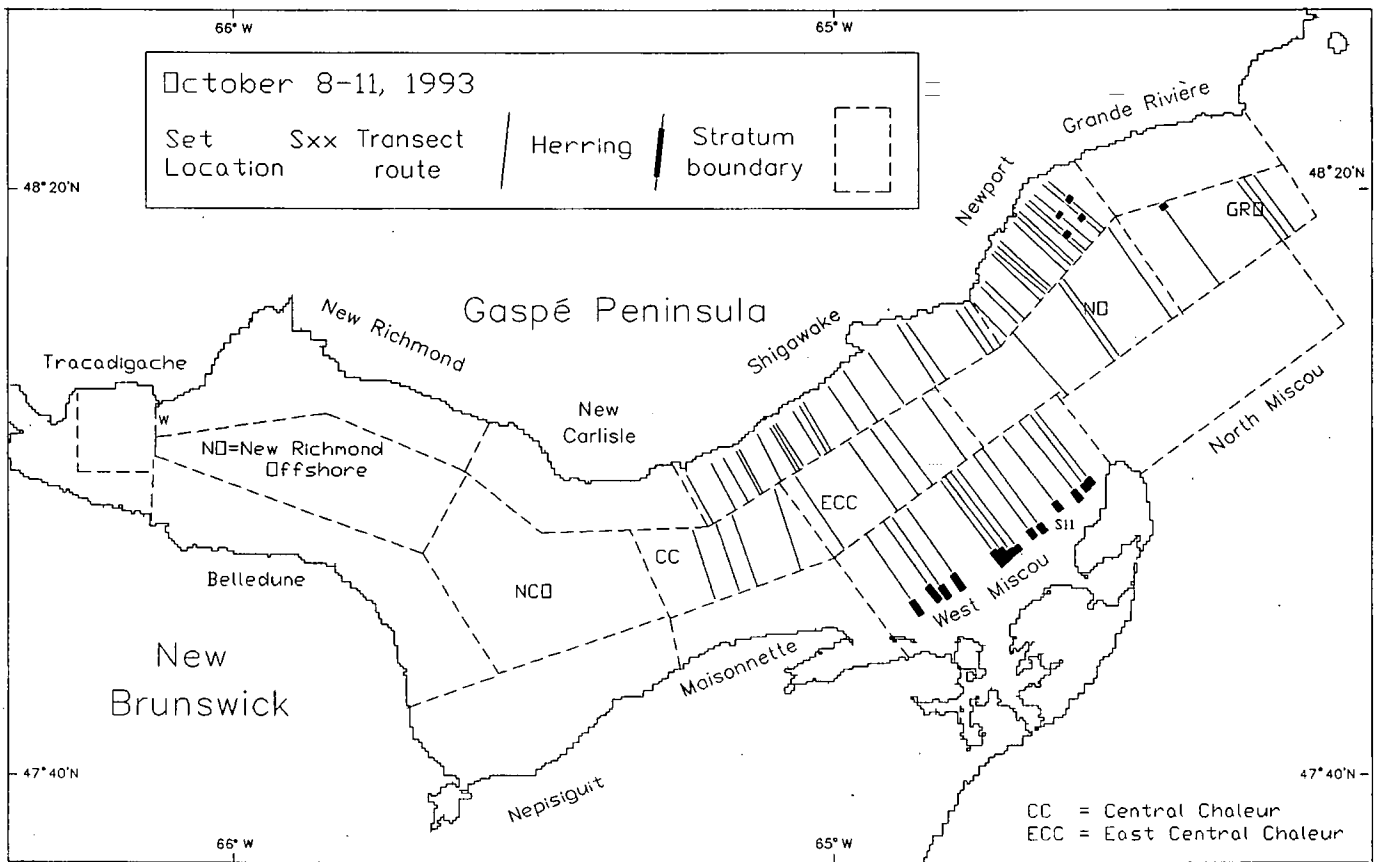 66°W
65°W
October 8-11, 1993
Set Location
Sxx
Transect route
Herring
Stratum boundary
48°20'N
48°20'N
Grande Rivière
Newport
GRO
NO
Gaspé Peninsula
New Richmond
Shigawake
Tracadigache
W
New Carlisle
North Miscou
NO=New Richmond Offshore
ECC
CC
S11
West Miscou
Belledune
NCO
Maisonnette
New Brunswick
Nepisiguit
47°40'N
47°40'N
CC = Central Chaleur
ECC = East Central Chaleur
66°W
65°W